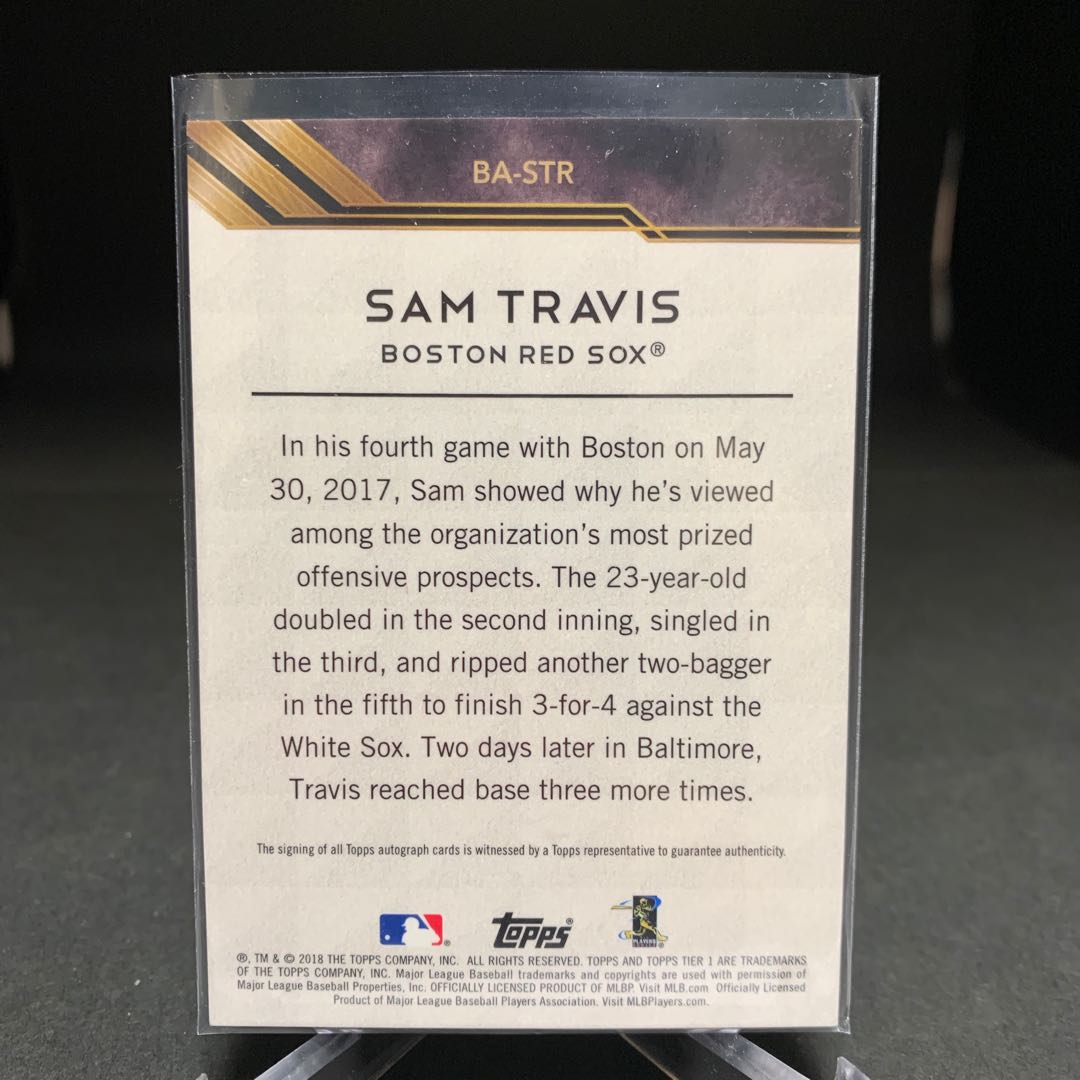 BA-STR
SAM TRAVIS
BOSTON RED SOX®
In his fourth game with Boston on May
30, 2017, Sam showed why he's viewed
among the organization's most prized
offensive prospects. The 23-year-old
doubled in the second inning, singled in
the third, and ripped another two-bagger
in the fifth to finish 3-for-4 against the
White Sox. Two days later in Baltimore,
Travis reached base three more times.
The signing of all Topps autograph cards is witnessed by a Topps representative to guarantee authenticity.
® Topps® PLAYERS CHOICE ®
®, TM & © 2018 THE TOPPS COMPANY, INC. ALL RIGHTS RESERVED. TOPPS AND TOPPS TIER 1 ARE TRADEMARKS
OF THE TOPPS COMPANY, INC. Major League Baseball trademarks and copyrights are used with permission of
Major League Baseball Properties, Inc. OFFICIALLY LICENSED PRODUCT OF MLBP. Visit MLB.com Officially Licensed
Product of Major League Baseball Players Association. Visit MLBPlayers.com.